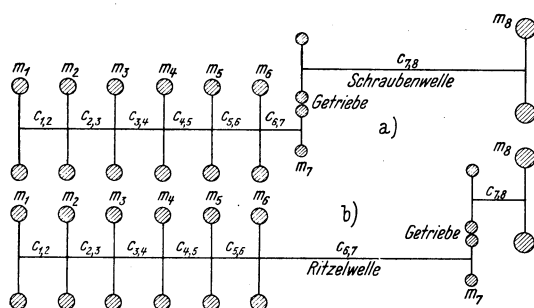 m8
C7,8
m1 m2 m3 m4 m5 m6
Schraubenwelle
Getriebe
C1,2 C2,3 C3,4 C4,5 C5,6 C6,7
a)
m7
m8
m1 m2 m3 m4 m5 m6
b)
C7,8
Getriebe
C1,2 C2,3 C3,4 C4,5 C5,6 C6,7
Ritzelwelle
m7